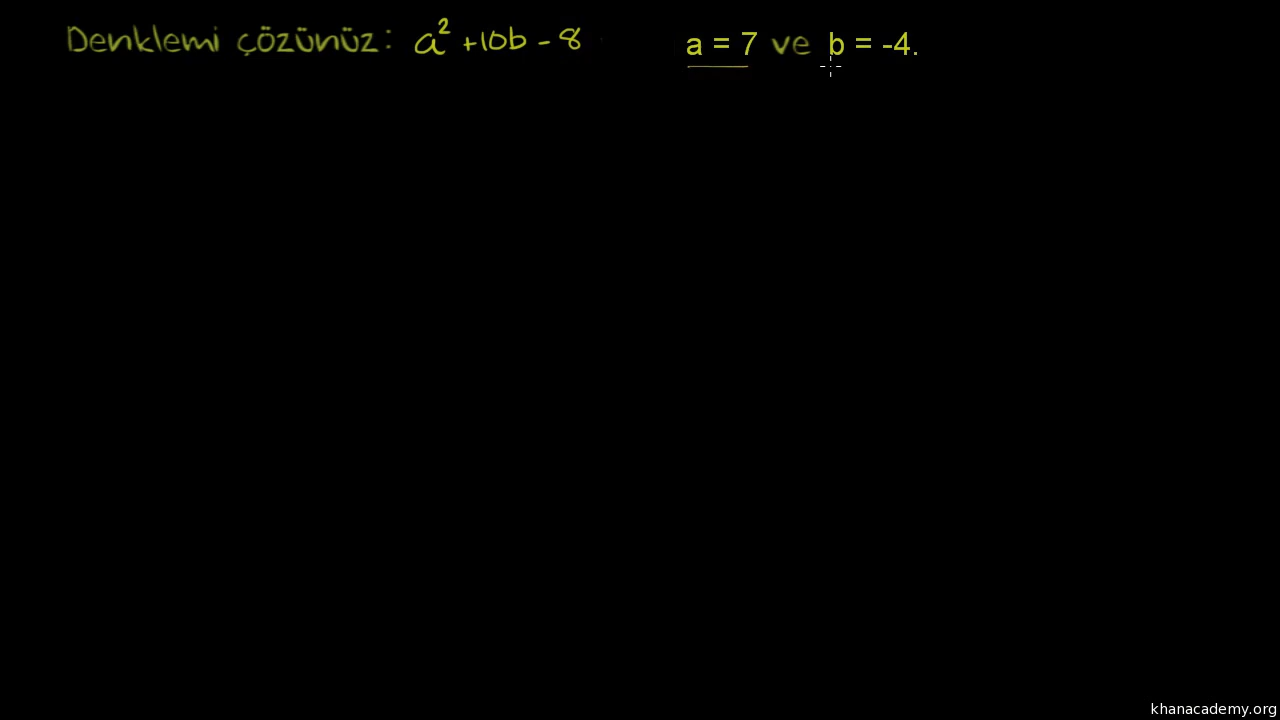 Denklemi çözünüz: a² +10b - 8 a = 7 ve b = -4.
khanacademy.org